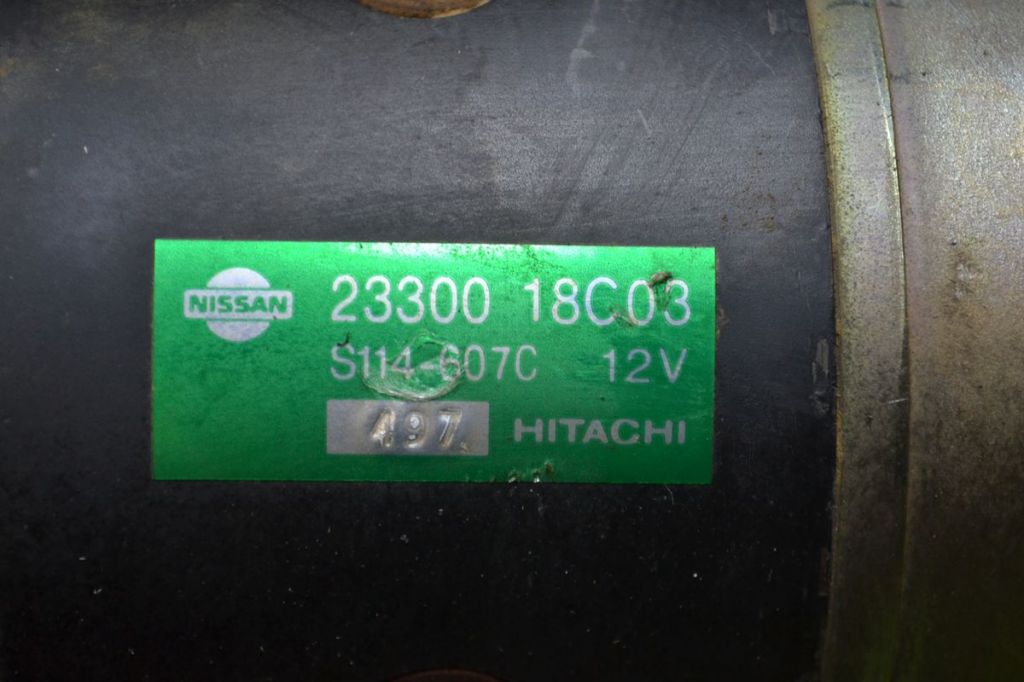 NISSAN
23300 18C03
S114-607C 12V
497
HITACHI